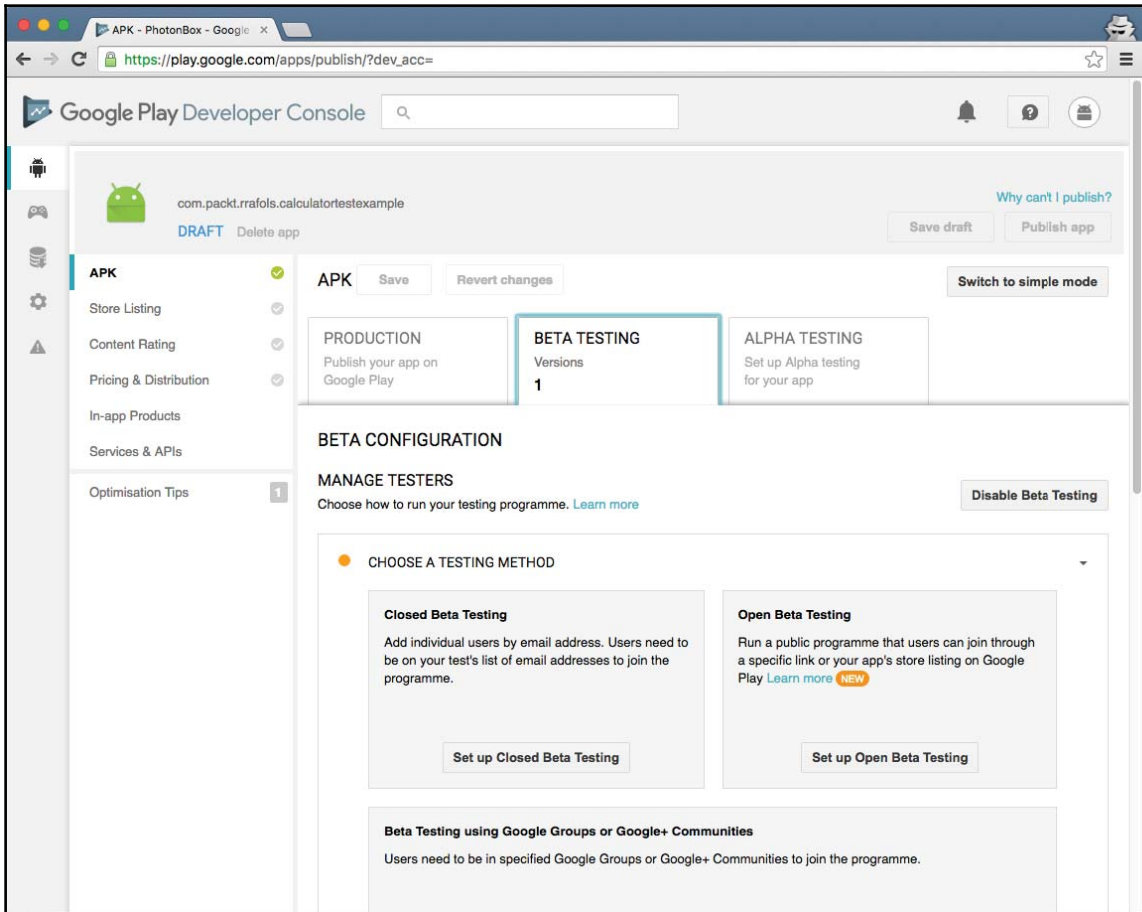 APK - PhotonBox - Google
https://play.google.com/apps/publish/?dev_acc=
Google Play Developer Console
com.packt.rrafols.calculatortestexample
Why can't I publish?
DRAFT Delete app
Save draft Publish app
APK
Store Listing
Content Rating
Pricing & Distribution
In-app Products
Services & APIs
Optimisation Tips 1
APK Save Revert changes
Switch to simple mode
PRODUCTION
Publish your app on
Google Play
BETA TESTING
Versions
1
ALPHA TESTING
Set up Alpha testing
for your app
BETA CONFIGURATION
MANAGE TESTERS
Choose how to run your testing programme. Learn more
Disable Beta Testing
CHOOSE A TESTING METHOD
Closed Beta Testing
Add individual users by email address. Users need to
be on your test's list of email addresses to join the
programme.
Set up Closed Beta Testing
Open Beta Testing
Run a public programme that users can join through
a specific link or your app's store listing on Google
Play Learn more NEW
Set up Open Beta Testing
Beta Testing using Google Groups or Google+ Communities
Users need to be in specified Google Groups or Google+ Communities to join the programme.